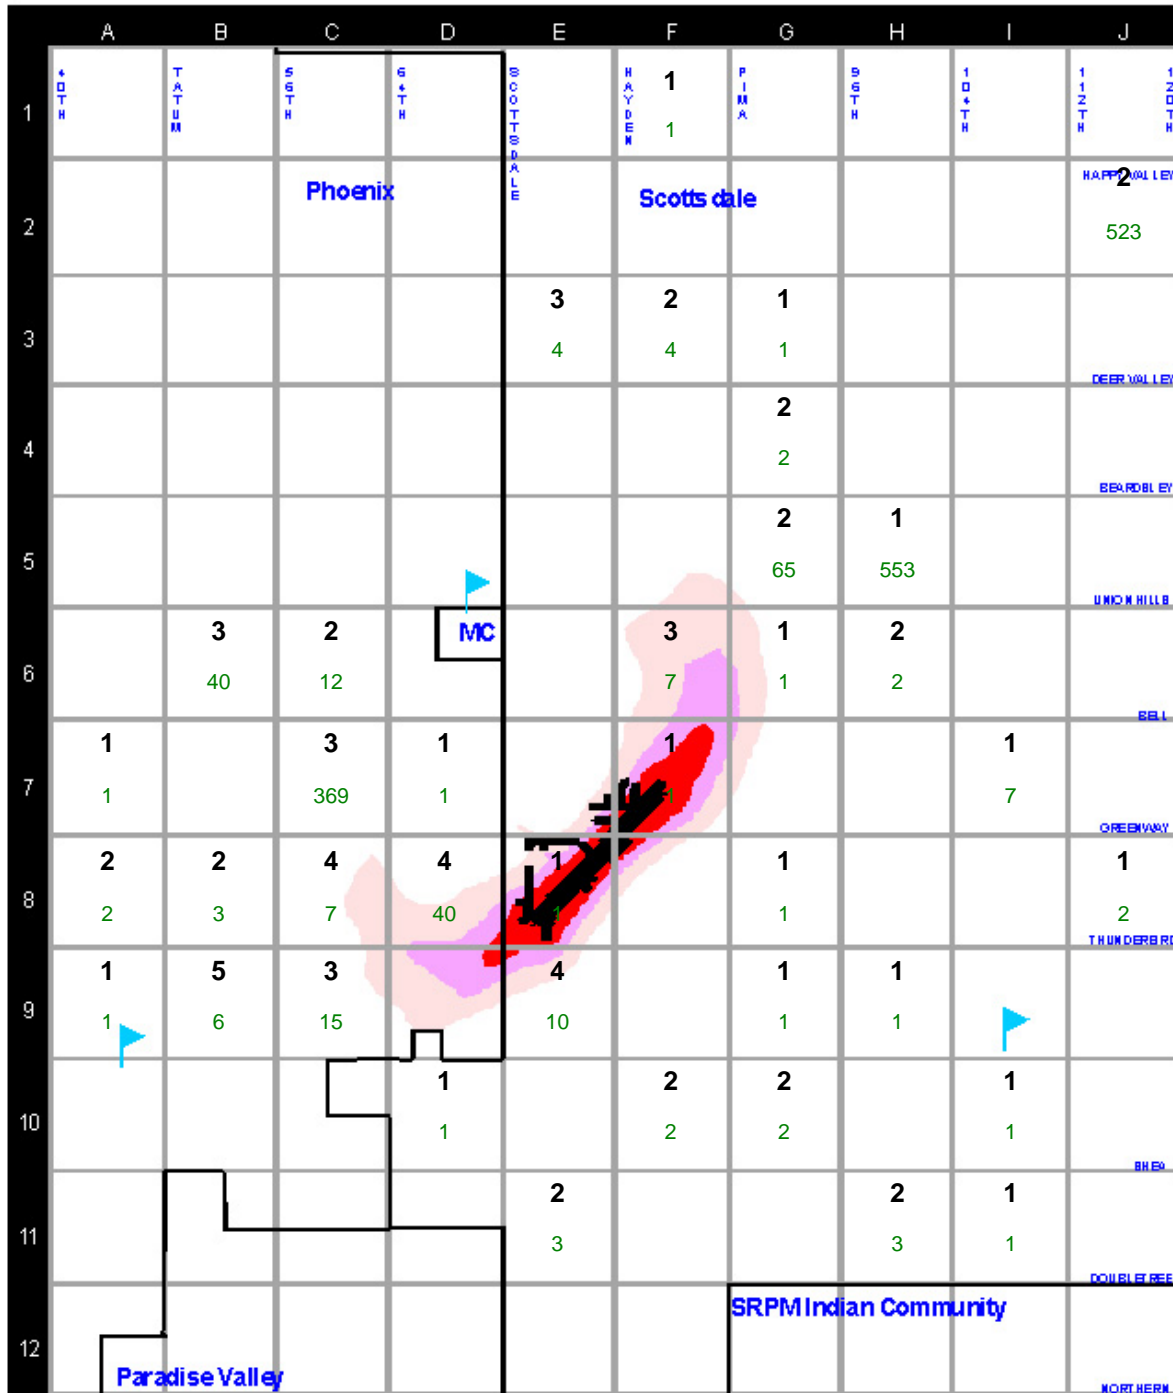 A B C D E F G H I J
40TH TATUM 56TH 64TH SCOTTSDALE HAYDEN 1 PIMA 96TH 104TH 112TH 120TH
1
1
HAPPY VALLEY
Phoenix Scottsdale 2
2 523
3 2 1
3 4 4 1
DEER VALLEY
2
4 2
BEARDSLEY
2 1
5 65 553
UNION HILLS
3 2 MC 3 1 2
6 40 12 7 1 2
BELL
1 3 1 1 1
7 1 369 1 1 7
GREENWAY
2 2 4 4 1 1 1
8 2 3 7 40 1 1 2
THUNDERBIRD
1 5 3 4 1 1
9 1 6 15 10 1 1
1 2 2 1
10 1 2 2 1
SHEA
2 2 1
11 3 3 1
DOUBLETREE
SRPM Indian Community
12
Paradise Valley
NORTHERN